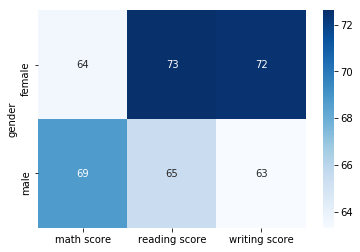 gender
female
64 73 72
male
69 65 63
math score reading score writing score
72
70
68
66
64